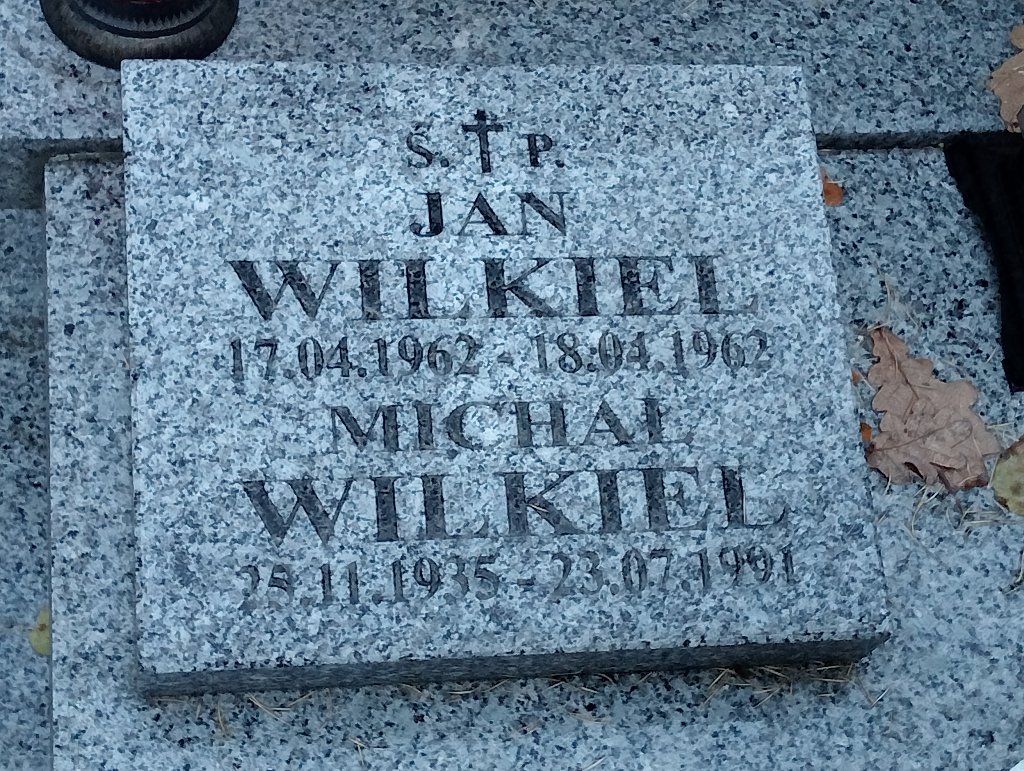 Ś. † P.
JAN
WILKIEL
17.04.1962 - 18.04.1962
MICHAŁ
WILKIEL
25.11.1935 - 23.07.1991